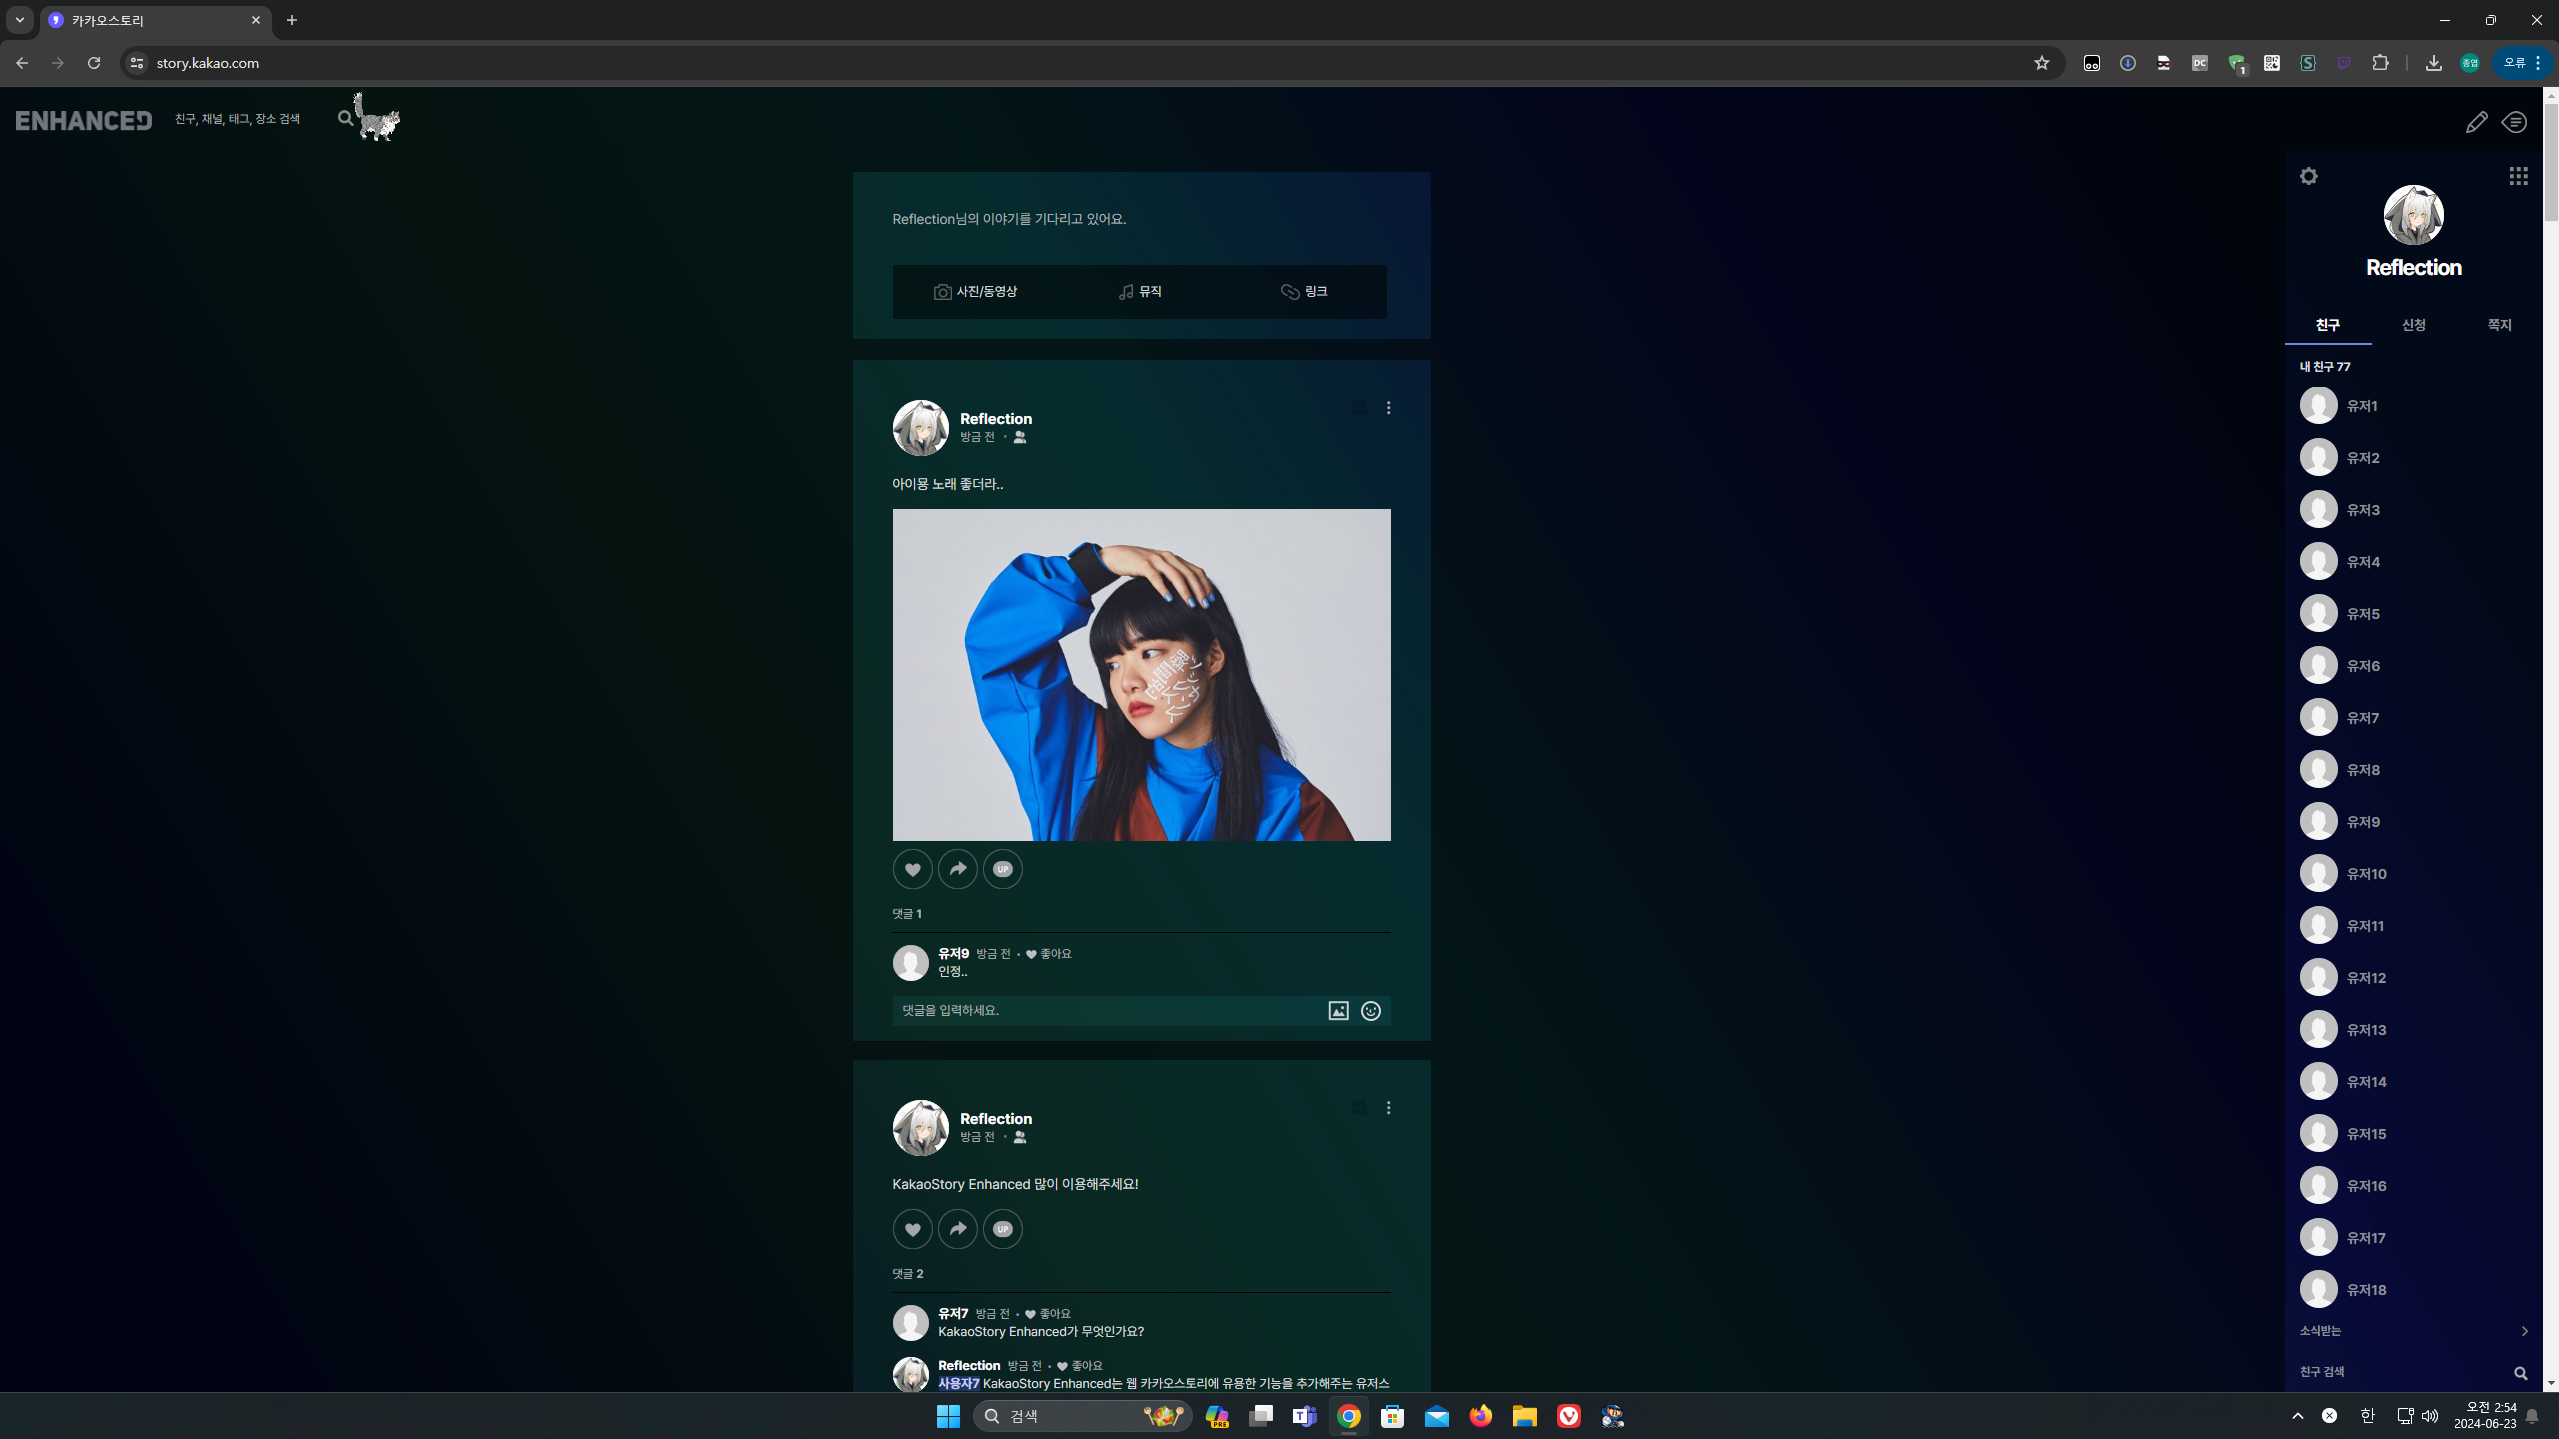 카카오스토리
story.kakao.com
DC
1
S
종엽
오류
ENHANCED
친구, 채널, 태그, 장소 검색
Reflection님의 이야기를 기다리고 있어요.
사진/동영상
뮤직
링크
Reflection
방금 전
아이묭 노래 좋더라..
UP
댓글 1
유저9 방금 전 • 좋아요
인정..
댓글을 입력하세요.
Reflection
방금 전
KakaoStory Enhanced 많이 이용해주세요!
UP
댓글 2
유저7 방금 전 • 좋아요
KakaoStory Enhanced가 무엇인가요?
Reflection 방금 전 • 좋아요
사용자7 KakaoStory Enhanced는 웹 카카오스토리에 유용한 기능을 추가해주는 유저스
Reflection
친구
신청
쪽지
내 친구 77
유저1
유저2
유저3
유저4
유저5
유저6
유저7
유저8
유저9
유저10
유저11
유저12
유저13
유저14
유저15
유저16
유저17
유저18
소식받는
친구 검색
검색
PRE
한
오전 2:54
2024-06-23